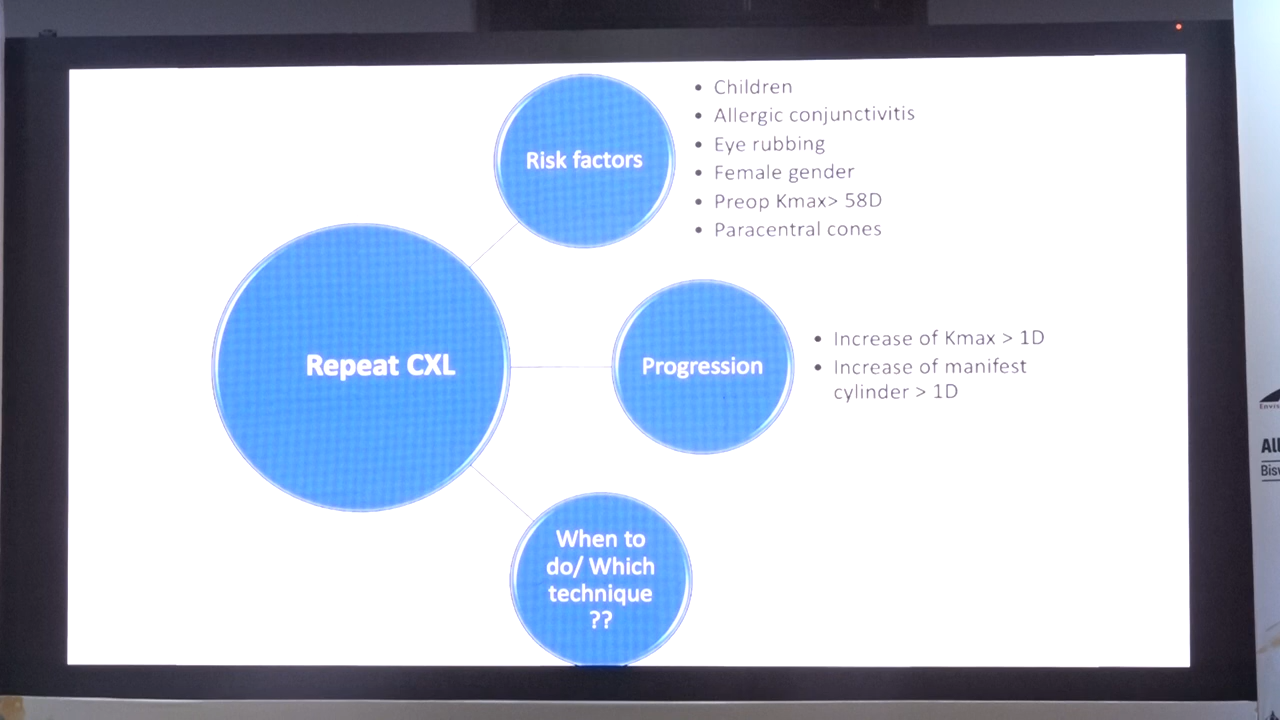 Risk factors
• Children
• Allergic conjunctivitis
• Eye rubbing
• Female gender
• Preop Kmax> 58D
• Paracentral cones
Repeat CXL
Progression
• Increase of Kmax > 1D
• Increase of manifest
cylinder > 1D
When to
do/ Which
technique
??